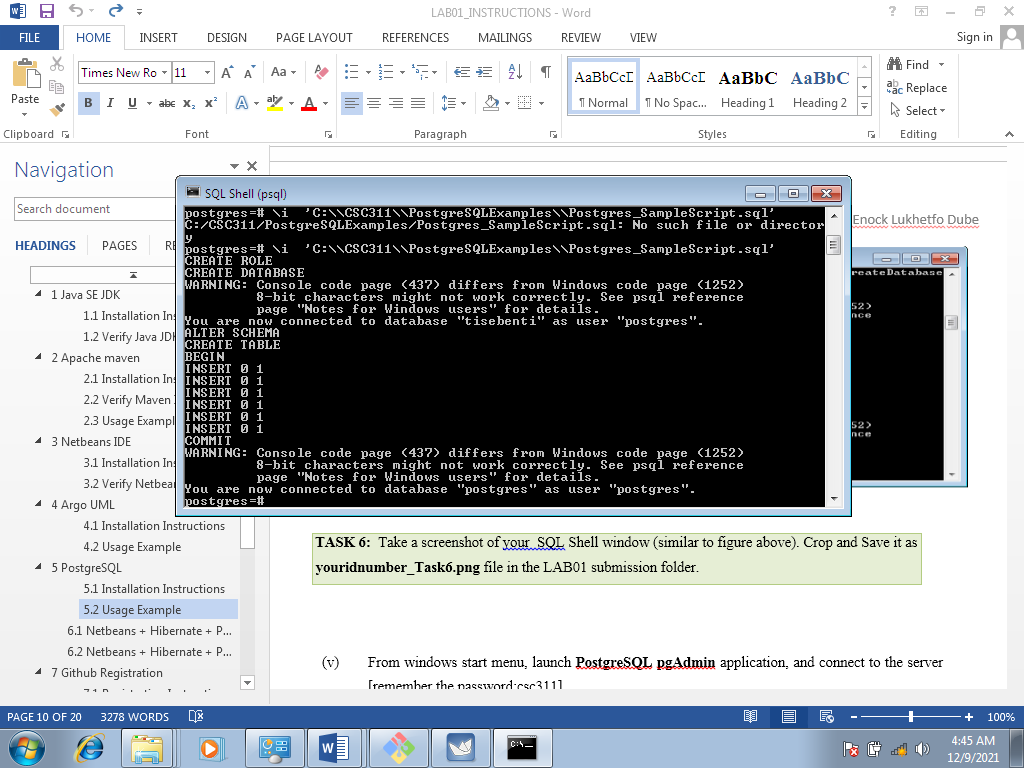 LAB01_INSTRUCTIONS - Word
FILE
HOME
INSERT
DESIGN
PAGE LAYOUT
REFERENCES
MAILINGS
REVIEW
VIEW
Sign in
Paste
Times New Ro
11
Find
Replace
Select
AaBbCcD
AaBbCcD
AaBbC
AaBbC
¶ Normal
¶ No Spac...
Heading 1
Heading 2
Clipboard
Font
Paragraph
Styles
Editing
Navigation
Search document
HEADINGS
PAGES
RE
1 Java SE JDK
1.1 Installation Ins
1.2 Verify Java JDK
2 Apache maven
2.1 Installation Ins
2.2 Verify Maven
2.3 Usage Exampl
3 Netbeans IDE
3.1 Installation Ins
3.2 Verify Netbea
4 Argo UML
4.1 Installation Instructions
4.2 Usage Example
5 PostgreSQL
5.1 Installation Instructions
5.2 Usage Example
6.1 Netbeans + Hibernate + P...
6.2 Netbeans + Hibernate + P...
7 Github Registration
SQL Shell (psql)
postgres=# \i  'C:\\CSC311\\PostgreSQLExamples\\Postgres_SampleScript.sql'
C:/CSC311/PostgreSQLExamples/Postgres_SampleScript.sql: No such file or director
y
postgres=# \i  'C:\\CSC311\\PostgreSQLExamples\\Postgres_SampleScript.sql'
CREATE ROLE
CREATE DATABASE
WARNING: Console code page (437) differs from Windows code page (1252)
8-bit characters might not work correctly. See psql reference
page "Notes for Windows users" for details.
You are now connected to database "tisebenti" as user "postgres".
ALTER SCHEMA
CREATE TABLE
BEGIN
INSERT 0 1
INSERT 0 1
INSERT 0 1
INSERT 0 1
INSERT 0 1
INSERT 0 1
COMMIT
WARNING: Console code page (437) differs from Windows code page (1252)
8-bit characters might not work correctly. See psql reference
page "Notes for Windows users" for details.
You are now connected to database "postgres" as user "postgres".
postgres=#
Enock Lukhetfo Dube
reateDatabase
52)
nce
52)
nce
TASK 6:  Take a screenshot of your  SQL Shell window (similar to figure above). Crop and Save it as
youridnumber_Task6.png file in the LAB01 submission folder.
(v) From windows start menu, launch PostgreSQL pgAdmin application, and connect to the server
[remember the password:csc311]
PAGE 10 OF 20
3278 WORDS
100%
4:45 AM
12/9/2021